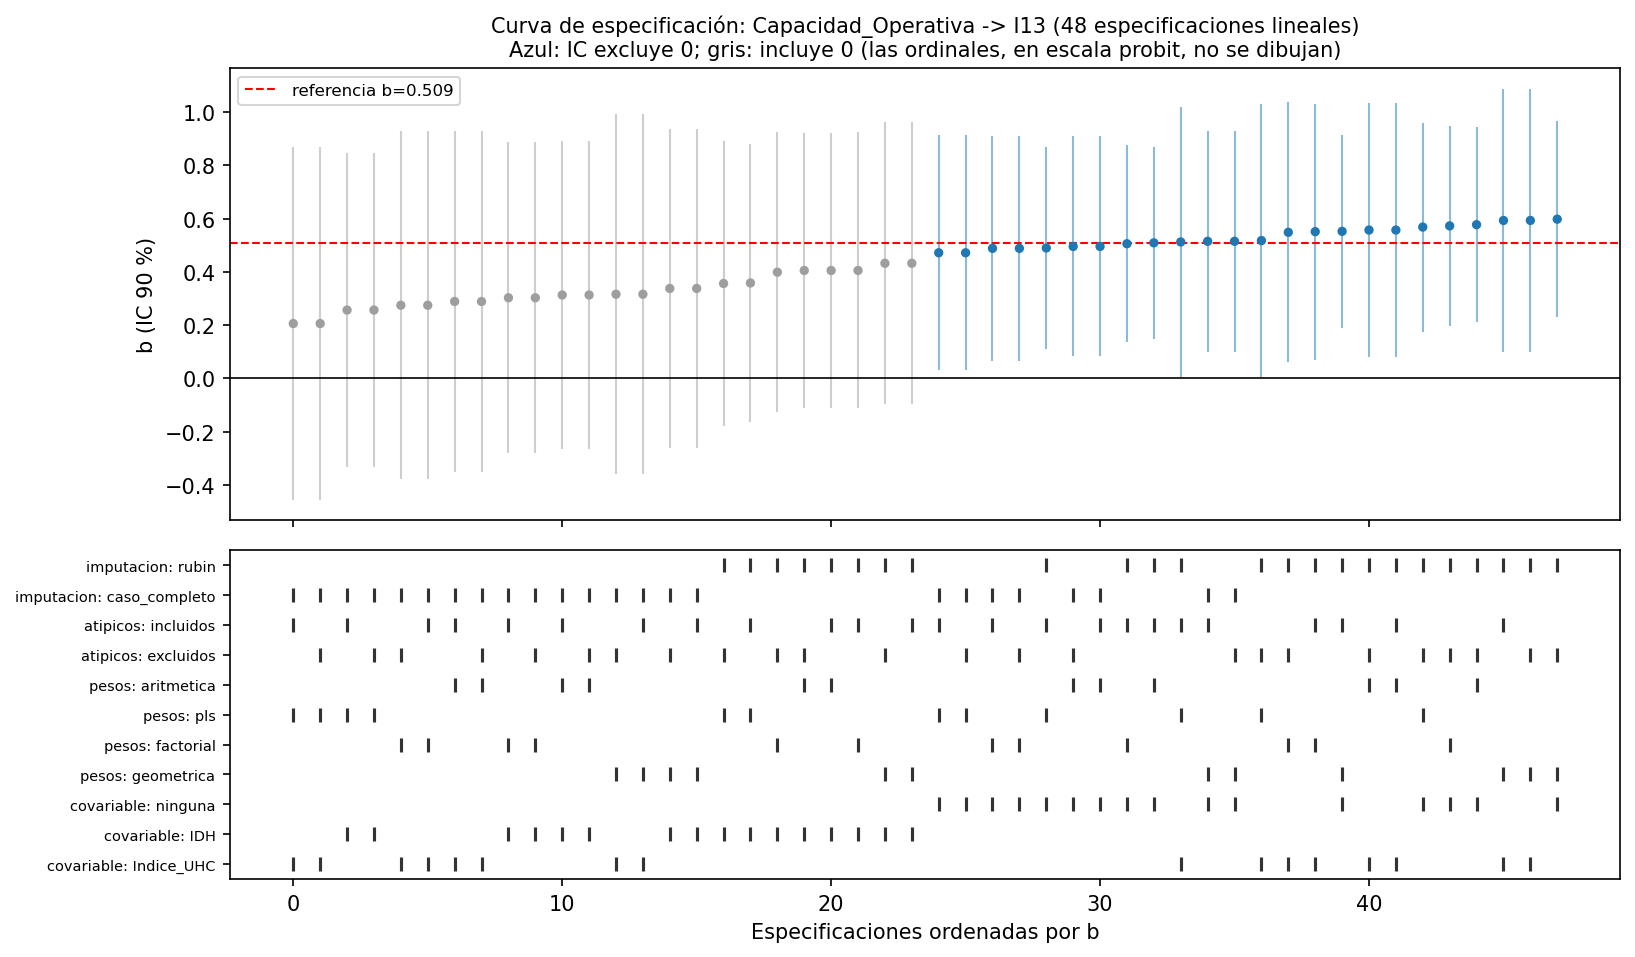 Curva de especificación: Capacidad_Operativa -> I13 (48 especificaciones lineales)
Azul: IC excluye 0; gris: incluye 0 (las ordinales, en escala probit, no se dibujan)
referencia b=0.509
b (IC 90 %)
1.0
0.8
0.6
0.4
0.2
0.0
−0.2
−0.4
imputacion: rubin
imputacion: caso_completo
atipicos: incluidos
atipicos: excluidos
pesos: aritmetica
pesos: pls
pesos: factorial
pesos: geometrica
covariable: ninguna
covariable: IDH
covariable: Indice_UHC
0 10 20 30 40
Especificaciones ordenadas por b